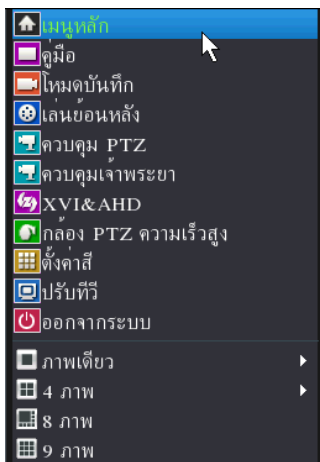 เมนูหลัก
คู่มือ
โหมดบันทึก
เล่นย้อนหลัง
ควบคุม PTZ
ควบคุมเจ้าพระยา
XVI&AHD
กล้อง PTZ ความเร็วสูง
ตั้งค่าสี
ปรับทีวี
ออกจากระบบ
ภาพเดียว
4 ภาพ
8 ภาพ
9 ภาพ